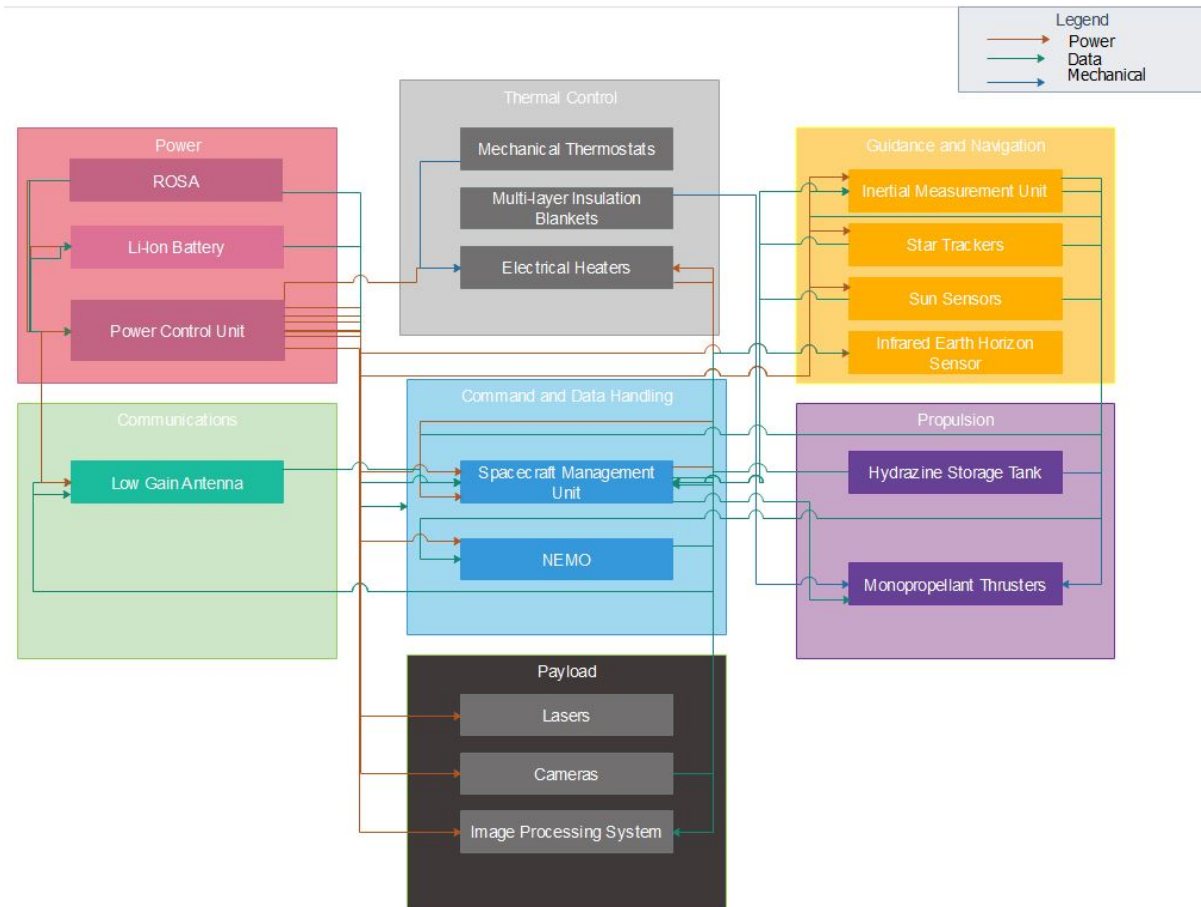 Legend
Power
Data
Mechanical
Thermal Control
Mechanical Thermostats
Multi-layer Insulation
Blankets
Electrical Heaters
Power
ROSA
Li-Ion Battery
Power Control Unit
Guidance and Navigation
Inertial Measurement Unit
Star Trackers
Sun Sensors
Infrared Earth Horizon
Sensor
Communications
Low Gain Antenna
Command and Data Handling
Spacecraft Management
Unit
NEMO
Propulsion
Hydrazine Storage Tank
Monopropellant Thrusters
Payload
Lasers
Cameras
Image Processing System